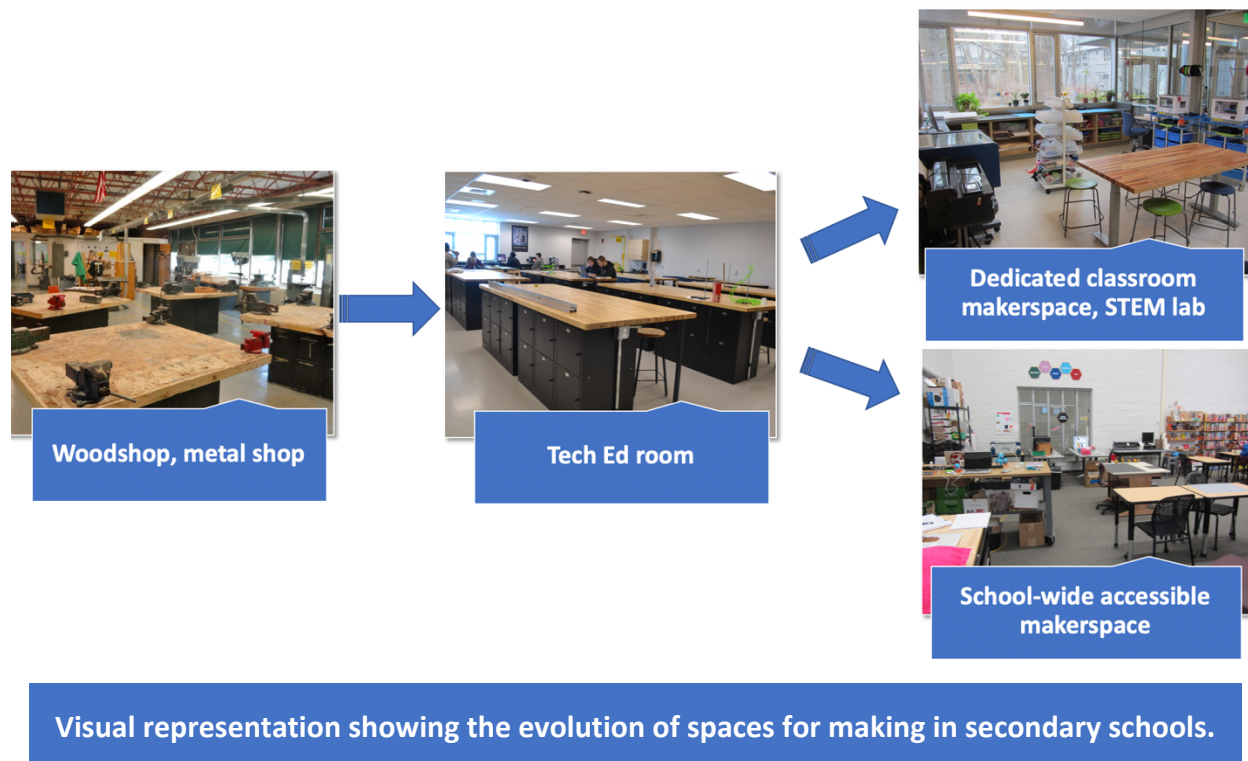 Woodshop, metal shop
Tech Ed room
Dedicated classroom
makerspace, STEM lab
School-wide accessible
makerspace
Visual representation showing the evolution of spaces for making in secondary schools.